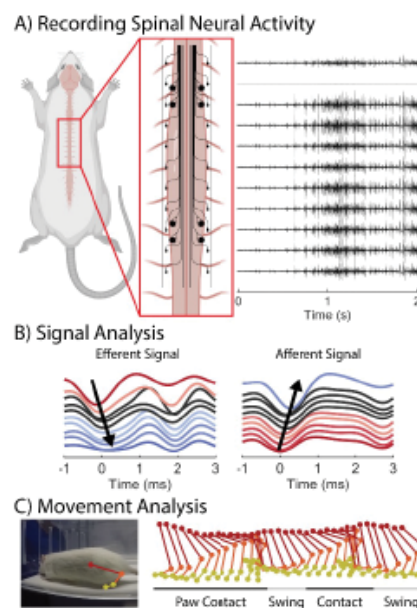 A) Recording Spinal Neural Activity
0 1 2
Time (s)
B) Signal Analysis
Efferent Signal Afferent Signal
-1 0 1 2 3 -1 0 1 2 3
Time (ms) Time (ms)
C) Movement Analysis
Paw Contact Swing Contact Swing